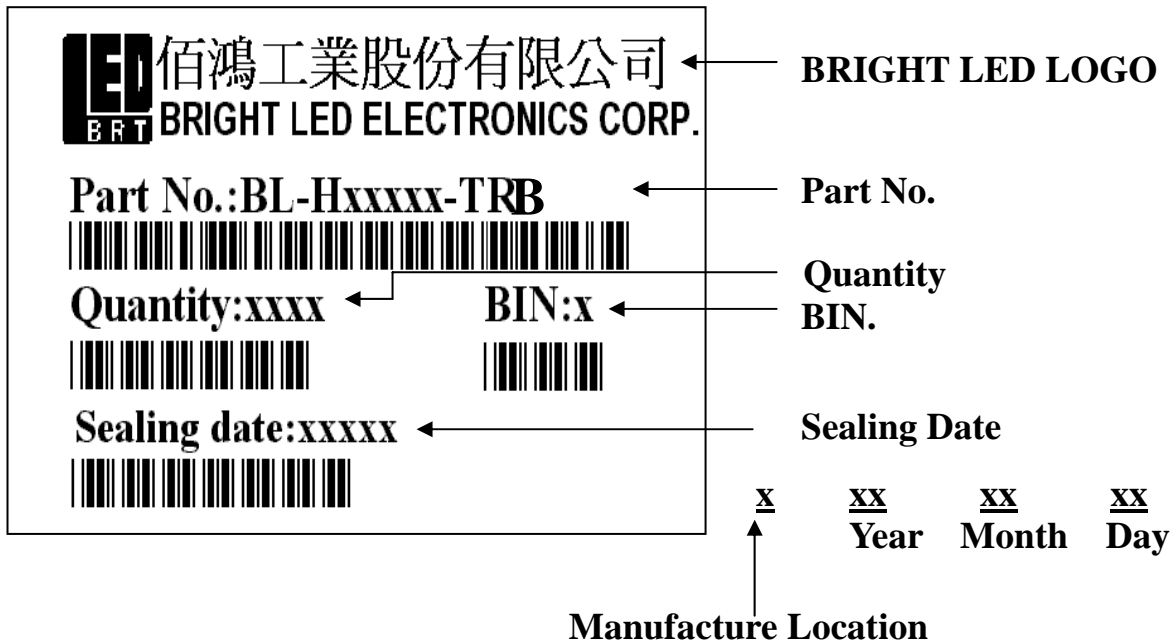 LED
BRT
佰鴻工業股份有限公司
BRIGHT LED ELECTRONICS CORP.
BRIGHT LED LOGO
Part No.:BL-Hxxxxx-TRB
Part No.
Quantity:xxxx
Quantity
BIN:x
BIN.
Sealing date:xxxxx
Sealing Date
x xx xx xx
Year Month Day
Manufacture Location